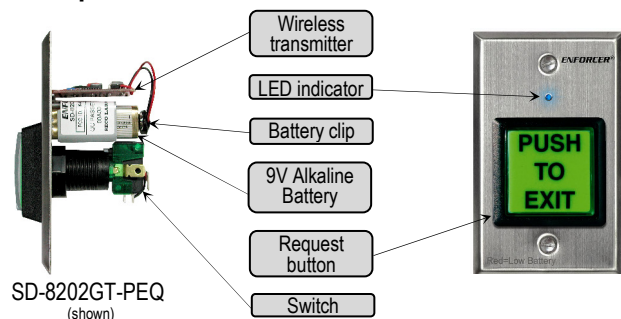 Wireless
transmitter
LED indicator
Battery clip
9V Alkaline
Battery
Request
button
Switch
SD-8202GT-PEQ
(shown)
ENFORCER®
PUSH
TO
EXIT
Red=Low Battery